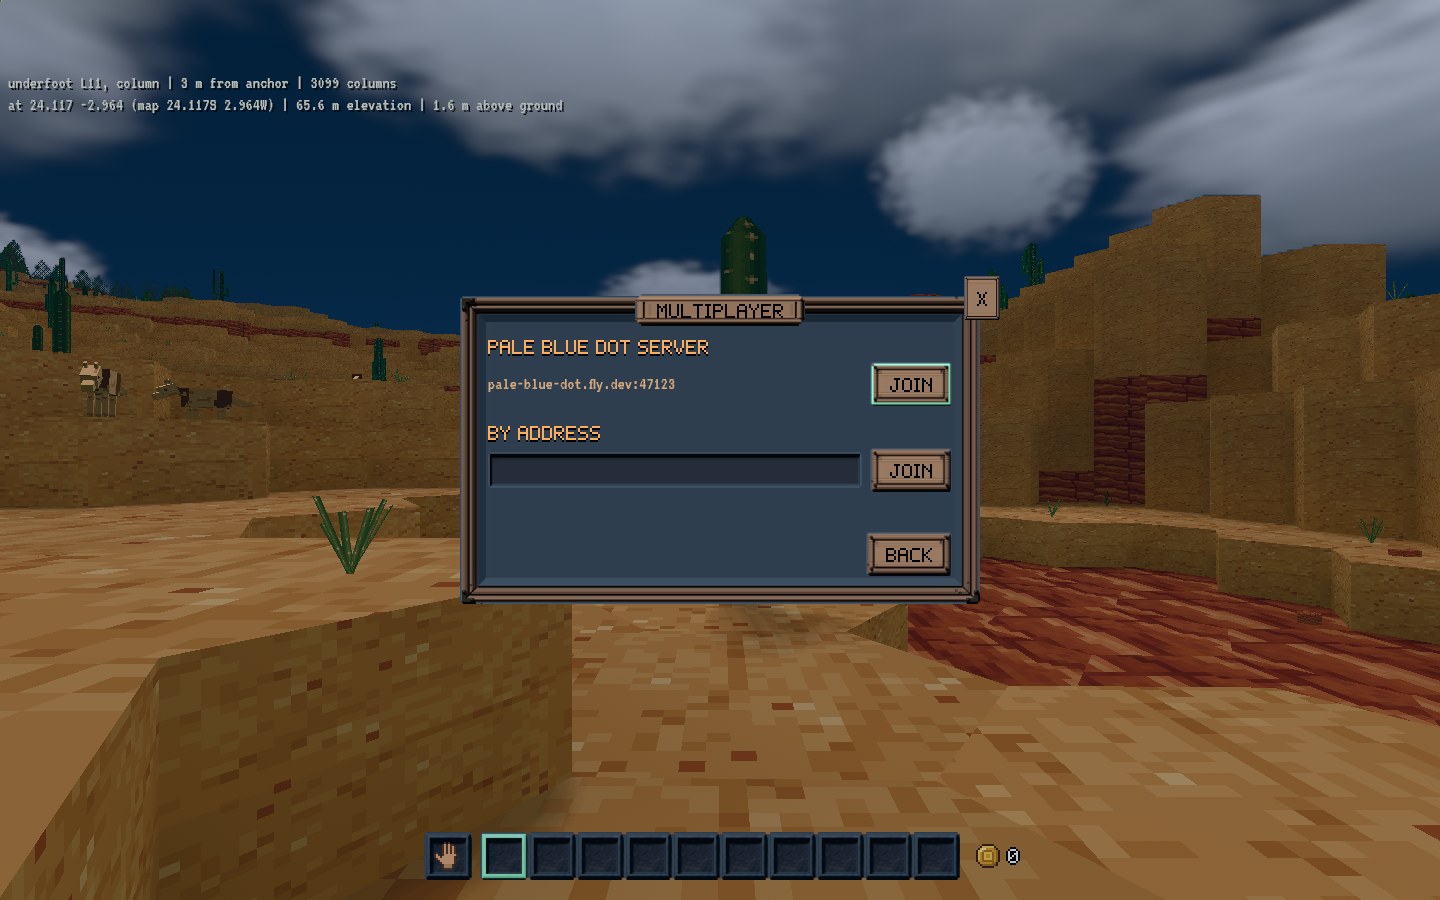 underfoot L11, column | 3 m from anchor | 3099 columns
at 24.117 -2.964 (map 24.117S 2.964W) | 65.6 m elevation | 1.6 m above ground
X
MULTIPLAYER
PALE BLUE DOT SERVER
pale-blue-dot.fly.dev:47123
JOIN
BY ADDRESS
JOIN
BACK
0